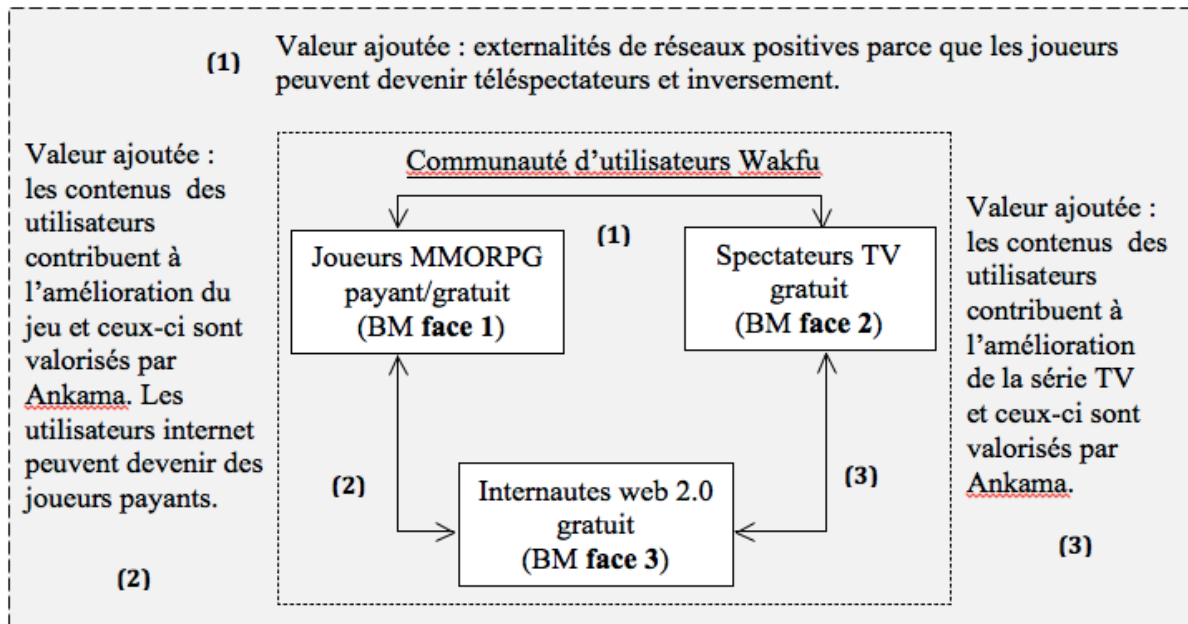 (1)
Valeur ajoutée : externalités de réseaux positives parce que les joueurs
peuvent devenir téléspectateurs et inversement.
Valeur ajoutée :
les contenus des
utilisateurs
contribuent à
l'amélioration du
jeu et ceux-ci sont
valorisés par
Ankama. Les
utilisateurs internet
peuvent devenir des
joueurs payants.
(2)
Communauté d'utilisateurs Wakfu
(1)
Joueurs MMORPG
payant/gratuit
(BM face 1)
Spectateurs TV
gratuit
(BM face 2)
(2)
(3)
Internautes web 2.0
gratuit
(BM face 3)
Valeur ajoutée :
les contenus des
utilisateurs
contribuent à
l'amélioration
de la série TV
et ceux-ci sont
valorisés par
Ankama.
(3)